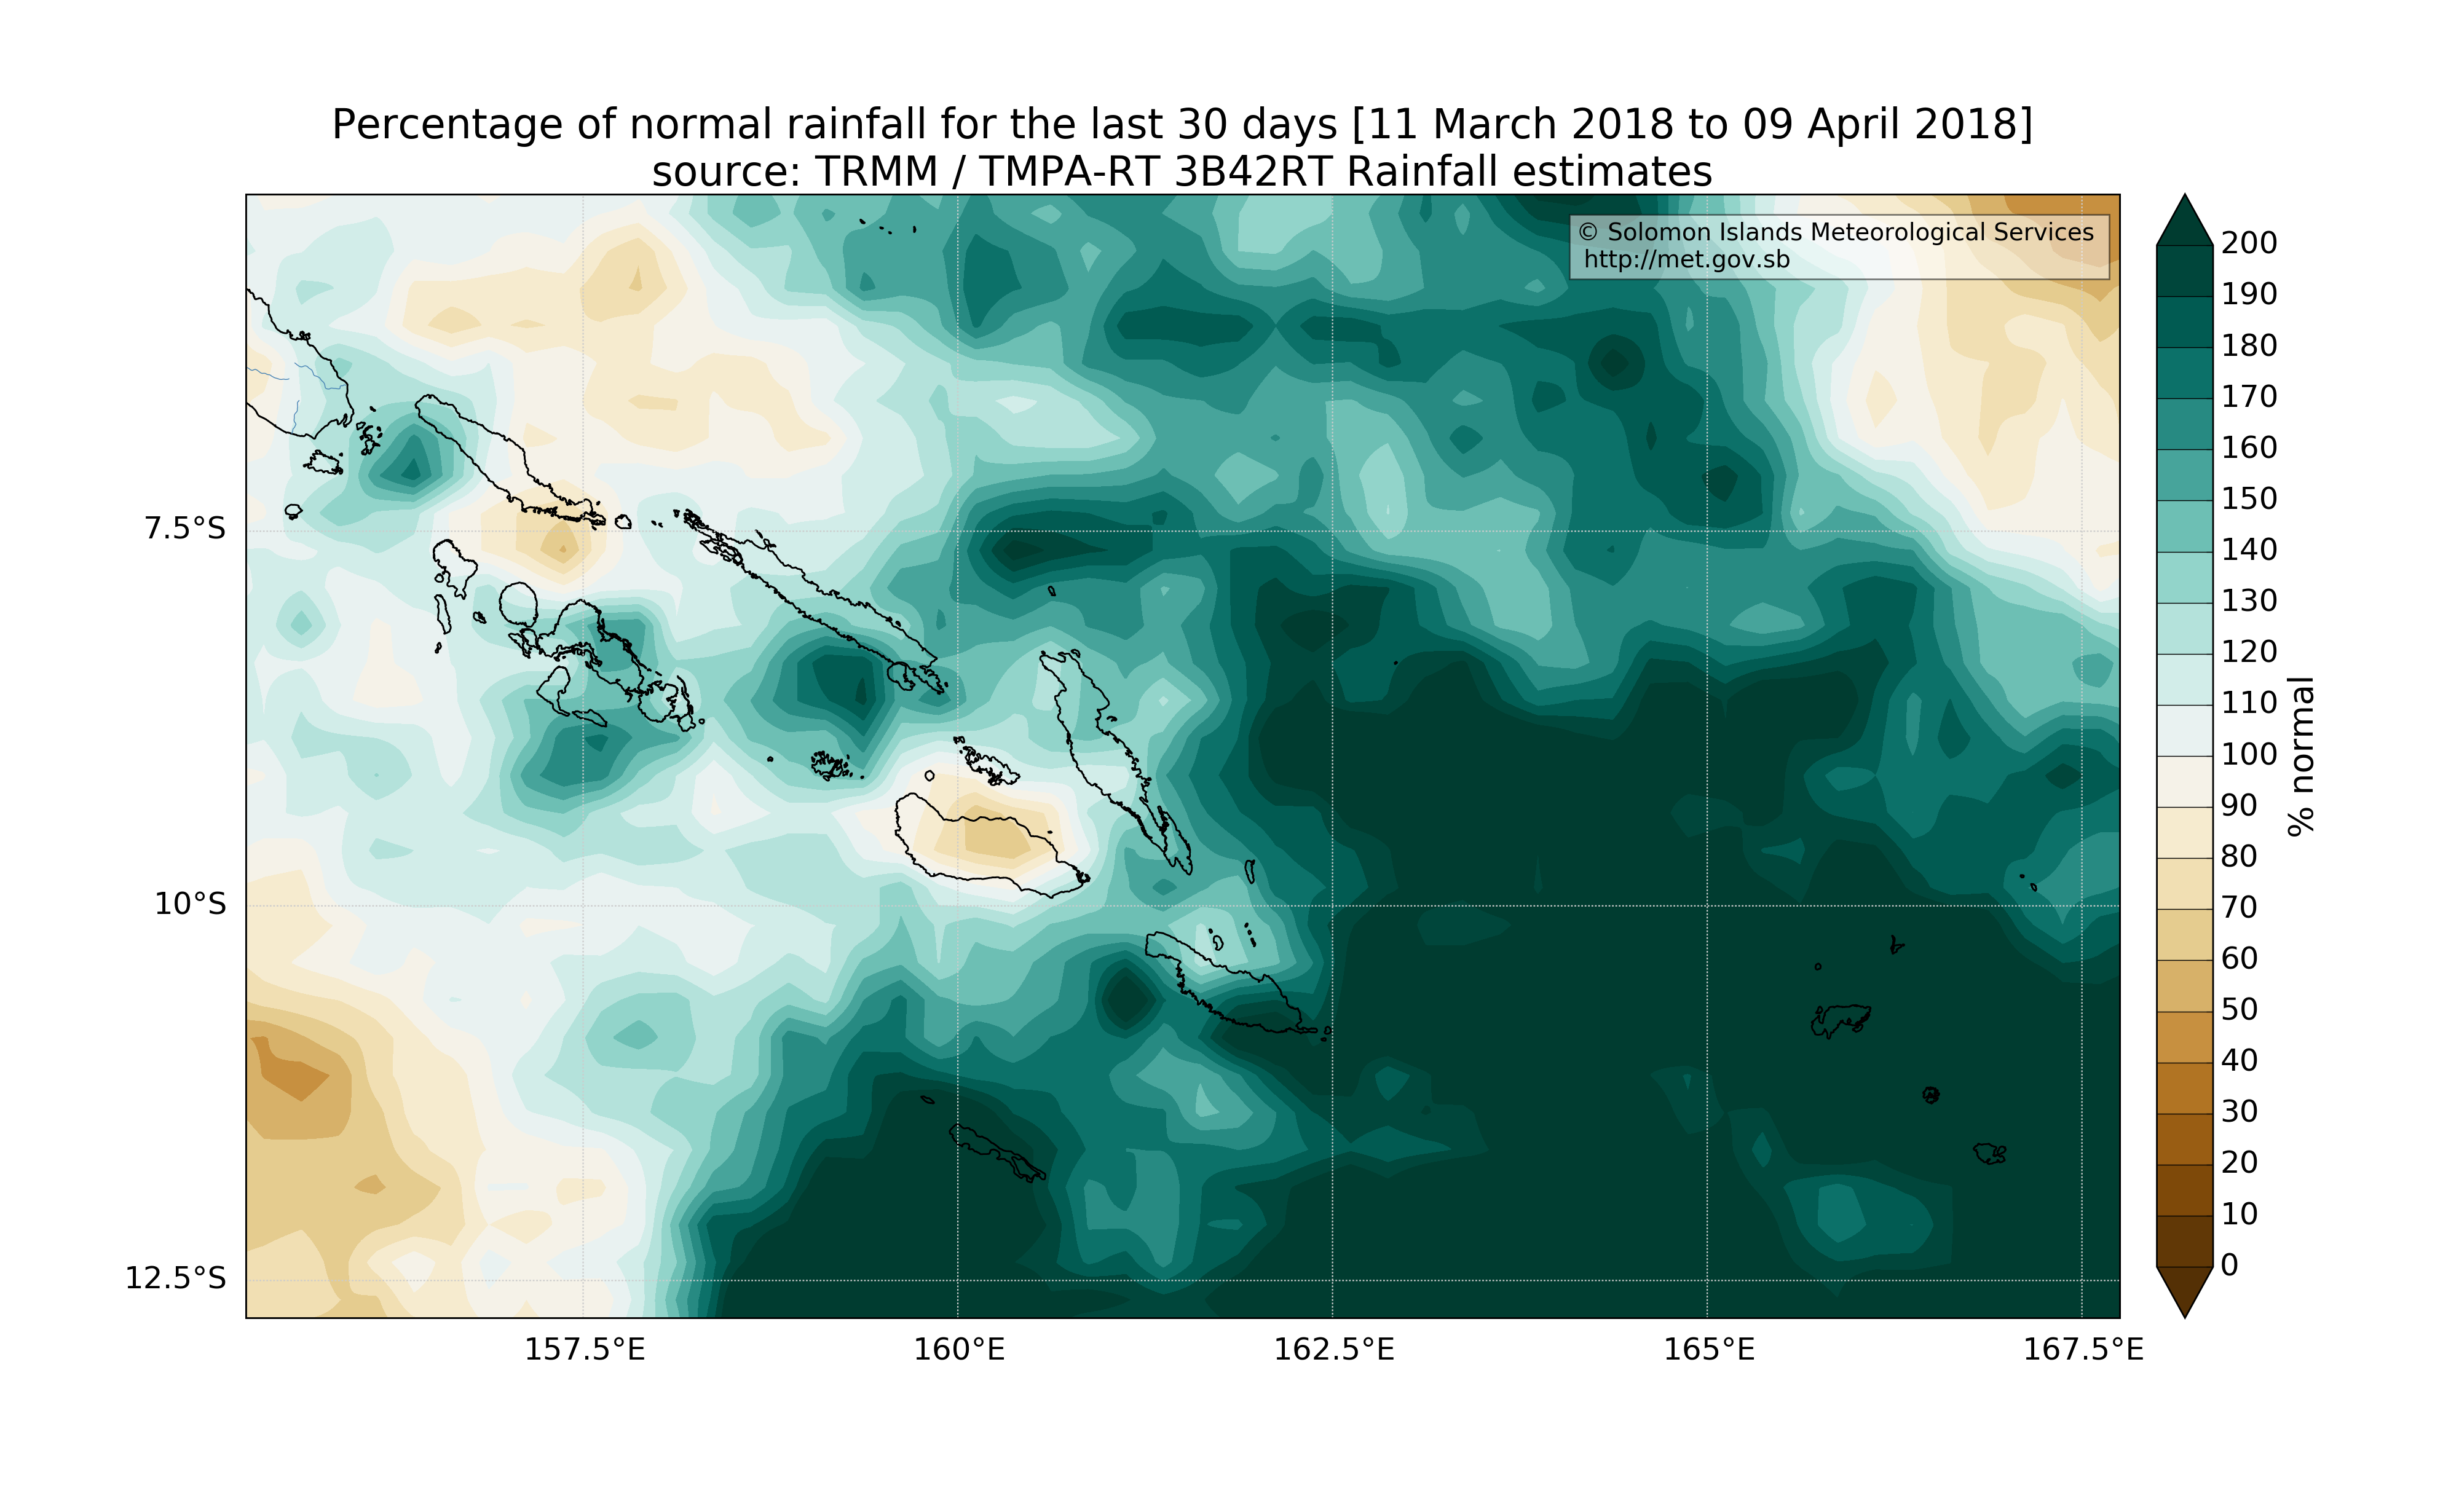 Percentage of normal rainfall for the last 30 days [11 March 2018 to 09 April 2018]
source: TRMM / TMPA-RT 3B42RT Rainfall estimates
© Solomon Islands Meteorological Services
http://met.gov.sb
7.5°S
10°S
12.5°S
157.5°E
160°E
162.5°E
165°E
167.5°E
200
190
180
170
160
150
140
130
120
110
100
90
80
70
60
50
40
30
20
10
0
% normal